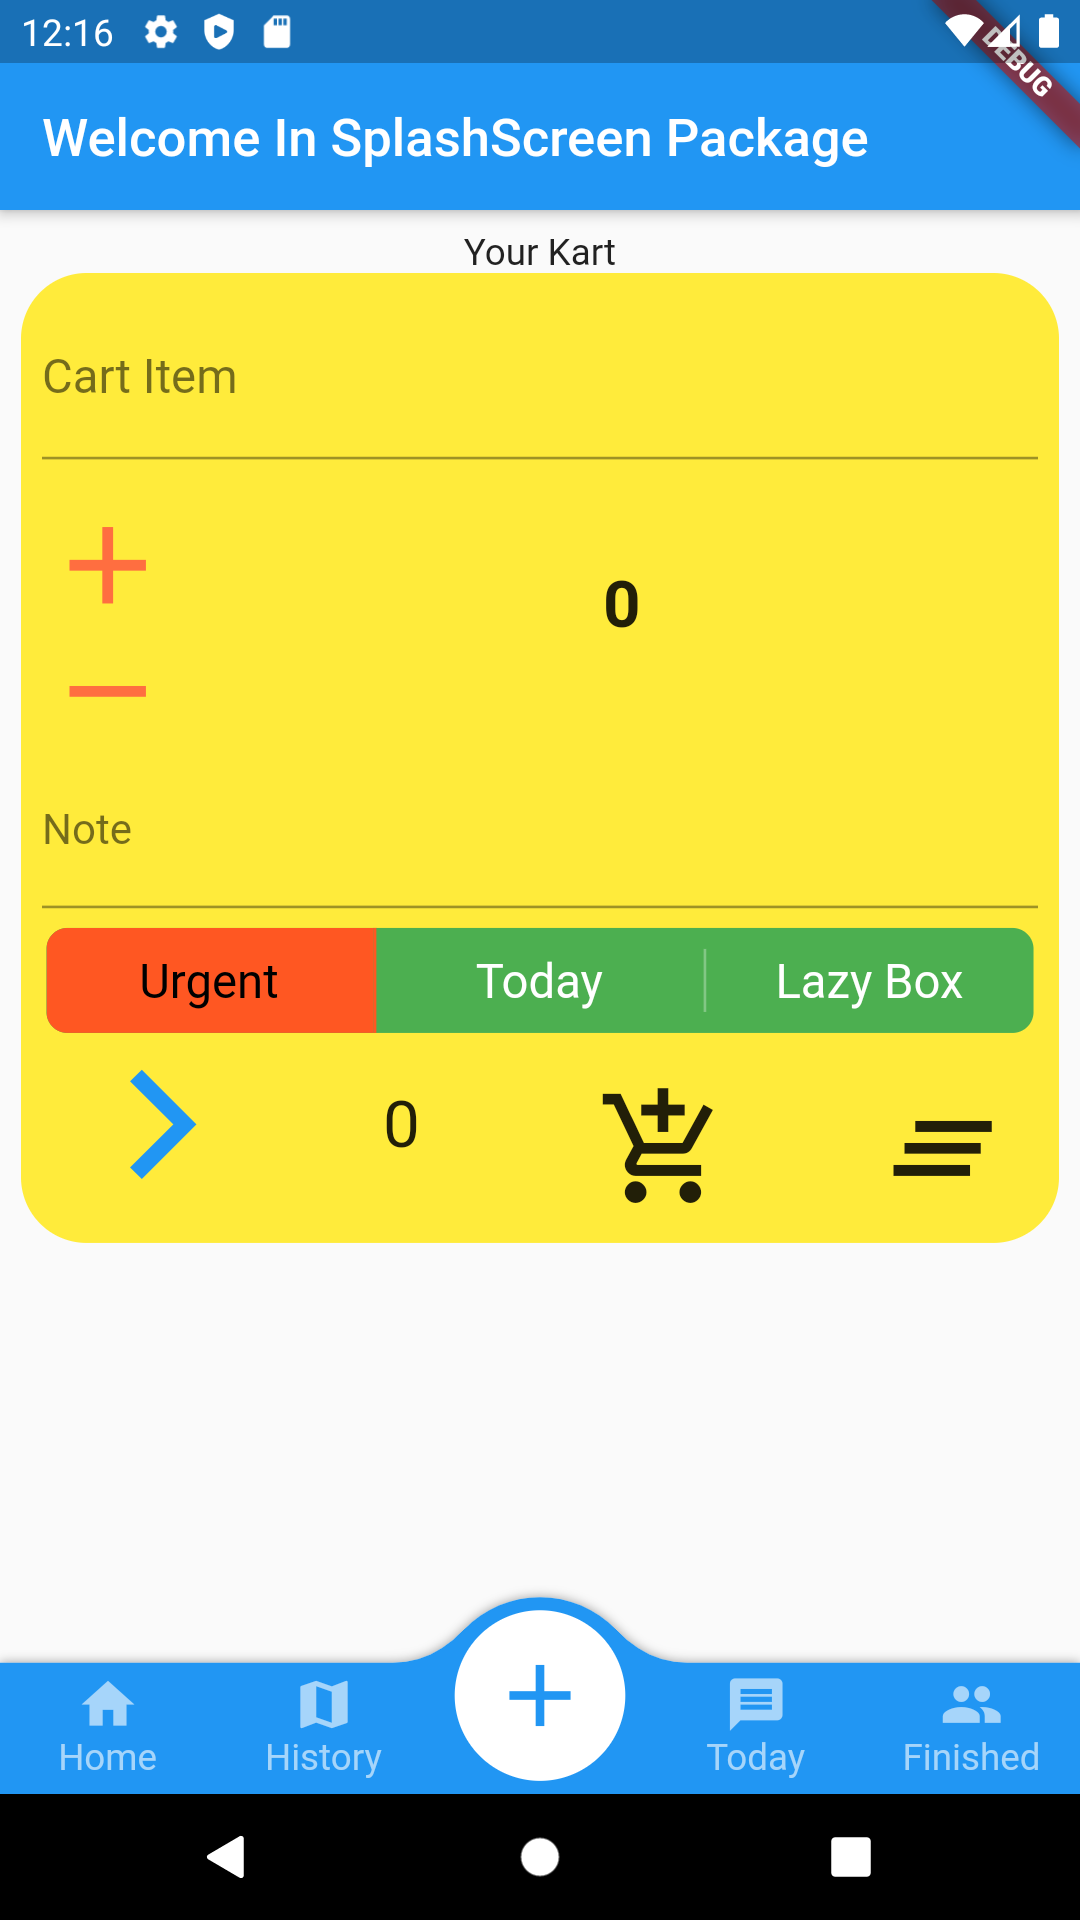 12:16
DEBUG
Welcome In SplashScreen Package
Your Kart
Cart Item
0
Note
Urgent Today Lazy Box
0
Home History Today Finished